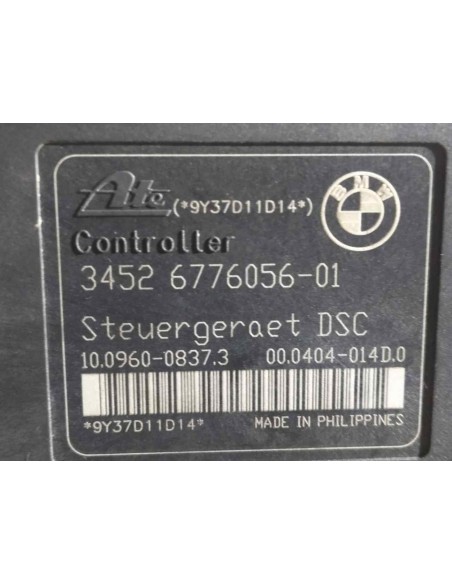 Ate (*9Y37D11D14*) BMW
Controller
3452 6776056-01
Steuergeraet DSC
10.0960-0837.3 00.0404-014D.0
*9Y37D11D14* MADE IN PHILIPPINES